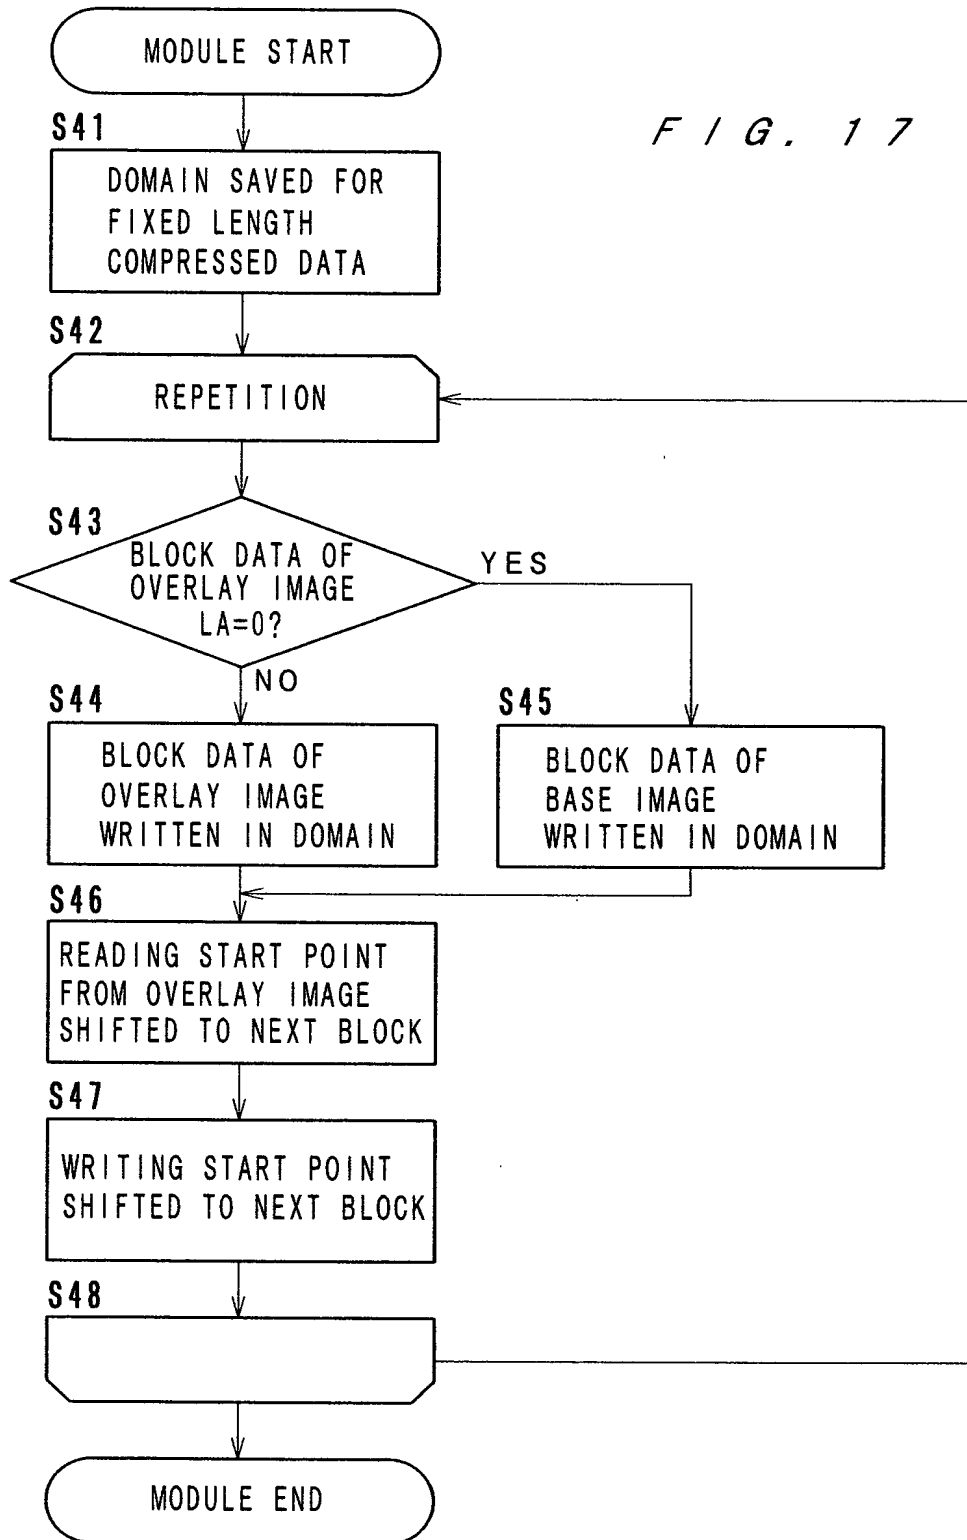 MODULE START
FIG. 17
S41
DOMAIN SAVED FOR
FIXED LENGTH
COMPRESSED DATA
S42
REPETITION
S43
BLOCK DATA OF
OVERLAY IMAGE
LA=0?
YES
NO
S44
BLOCK DATA OF
OVERLAY IMAGE
WRITTEN IN DOMAIN
S45
BLOCK DATA OF
BASE IMAGE
WRITTEN IN DOMAIN
S46
READING START POINT
FROM OVERLAY IMAGE
SHIFTED TO NEXT BLOCK
S47
WRITING START POINT
SHIFTED TO NEXT BLOCK
S48
MODULE END